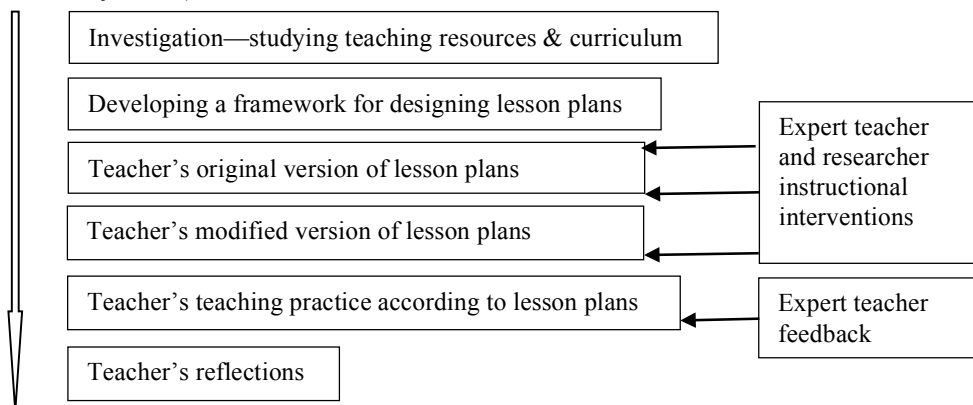 Investigation—studying teaching resources & curriculum
Developing a framework for designing lesson plans
Teacher's original version of lesson plans
Teacher's modified version of lesson plans
Teacher's teaching practice according to lesson plans
Teacher's reflections
Expert teacher
and researcher
instructional
interventions
Expert teacher
feedback